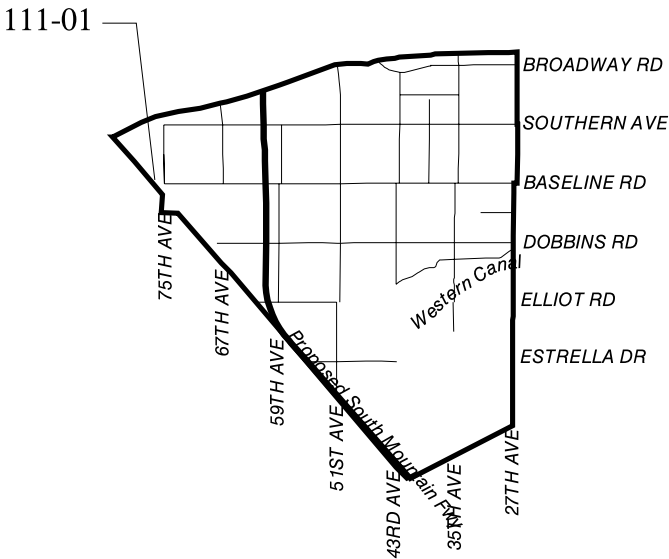 111-01
BROADWAY RD
SOUTHERN AVE
BASELINE RD
DOBBINS RD
Western Canal
ELLIOT RD
ESTRELLA DR
75TH AVE
67TH AVE
59TH AVE
Proposed South Mountain FWY
51ST AVE
43RD AVE
35TH AVE
27TH AVE